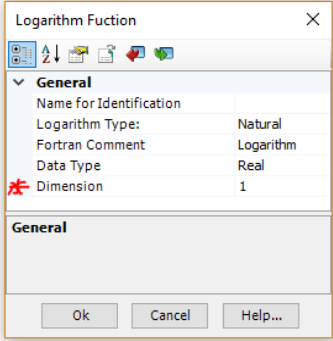 Logarithm Fuction
General
Name for Identification
Logarithm Type: Natural
Fortran Comment Logarithm
Data Type Real
Dimension 1
General
Ok Cancel Help...